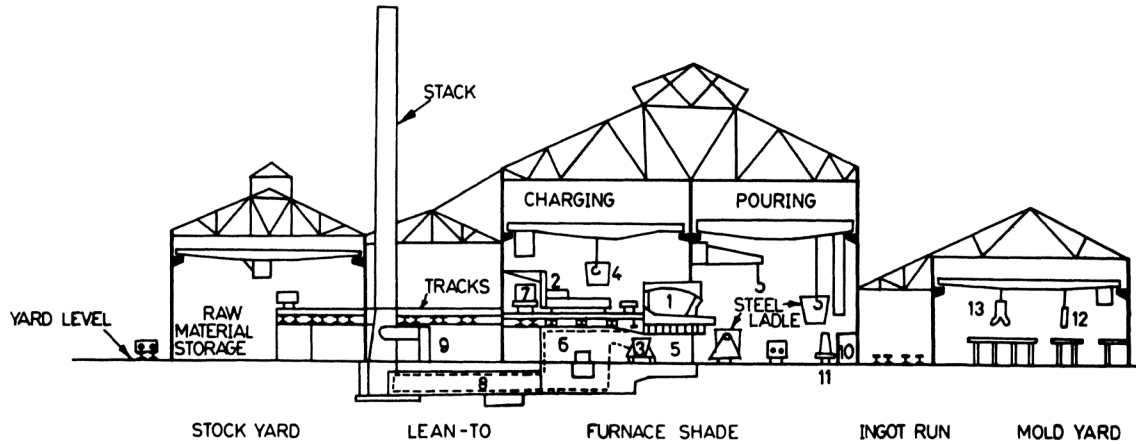 STACK
CHARGING
POURING
2
4
7
1
TRACKS
STEEL
LADLE
YARD LEVEL
RAW
MATERIAL
STORAGE
9
6
3
5
10
13
12
8
11
STOCK YARD
LEAN-TO
FURNACE SHADE
INGOT RUN
MOLD YARD